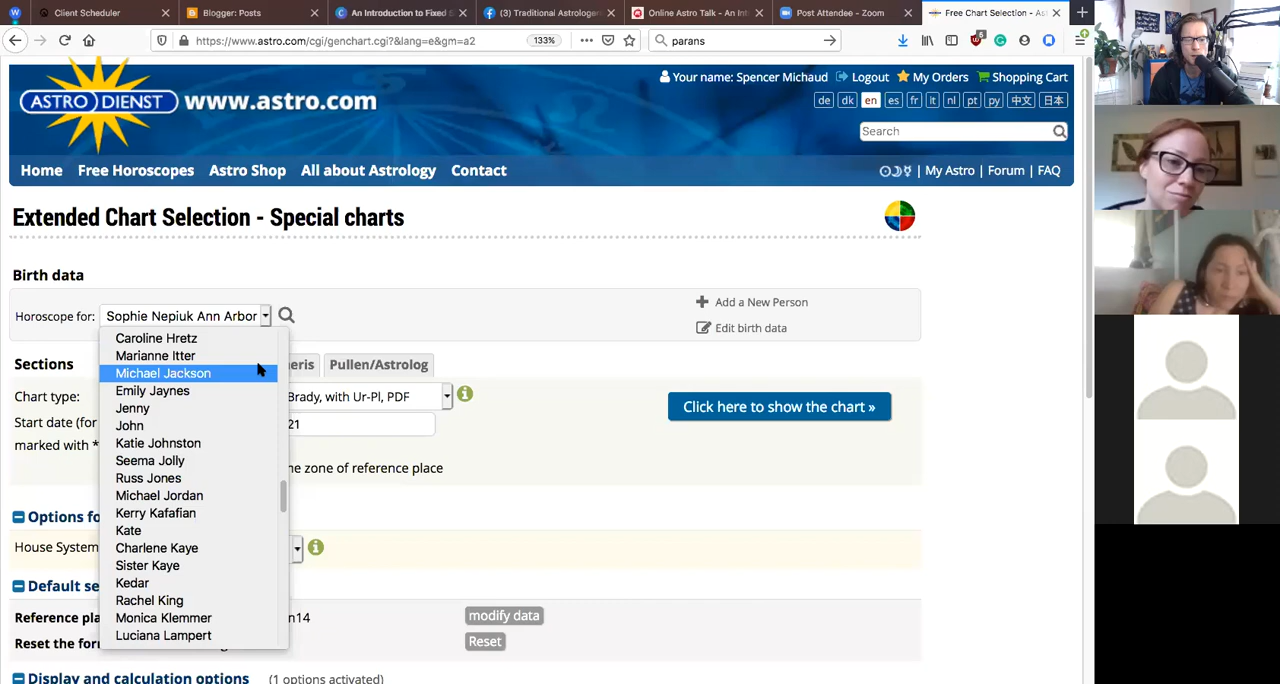 Client Scheduler
Blogger: Posts
An Introduction to Fixed S
(3) Traditional Astrologer
Online Astro Talk - An Int
Post Attendee - Zoom
Free Chart Selection - Astro
https://www.astro.com/cgi/genchart.cgi?&lang=e&gm=a2
133%
parans
ASTRO DIENST www.astro.com
Your name: Spencer Michaud Logout My Orders Shopping Cart
de dk en es fr it nl pt py 中文 日本
Search
Home Free Horoscopes Astro Shop All about Astrology Contact
| My Astro | Forum | FAQ
Extended Chart Selection - Special charts
Birth data
Horoscope for: Sophie Nepiuk Ann Arbor
Add a New Person
Edit birth data
Caroline Hretz
Marianne Itter
Michael Jackson
Emily Jaynes
Jenny
John
Katie Johnston
Seema Jolly
Russ Jones
Michael Jordan
Kerry Kafafian
Kate
Charlene Kaye
Sister Kaye
Kedar
Rachel King
Monica Klemmer
Luciana Lampert
Sections
eris Pullen/Astrolog
Chart type:
Brady, with Ur-Pl, PDF
Click here to show the chart »
Start date (for
marked with *
21
he zone of reference place
Options fo
House System
Default se
Reference pla
n14
modify data
Reset the for
Reset
Display and calculation options (1 options activated)